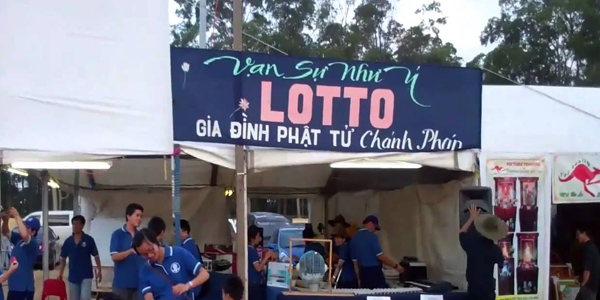 Vạn Sự Như Ý
LOTTO
GIA ĐÌNH PHẬT TỬ Chánh Pháp